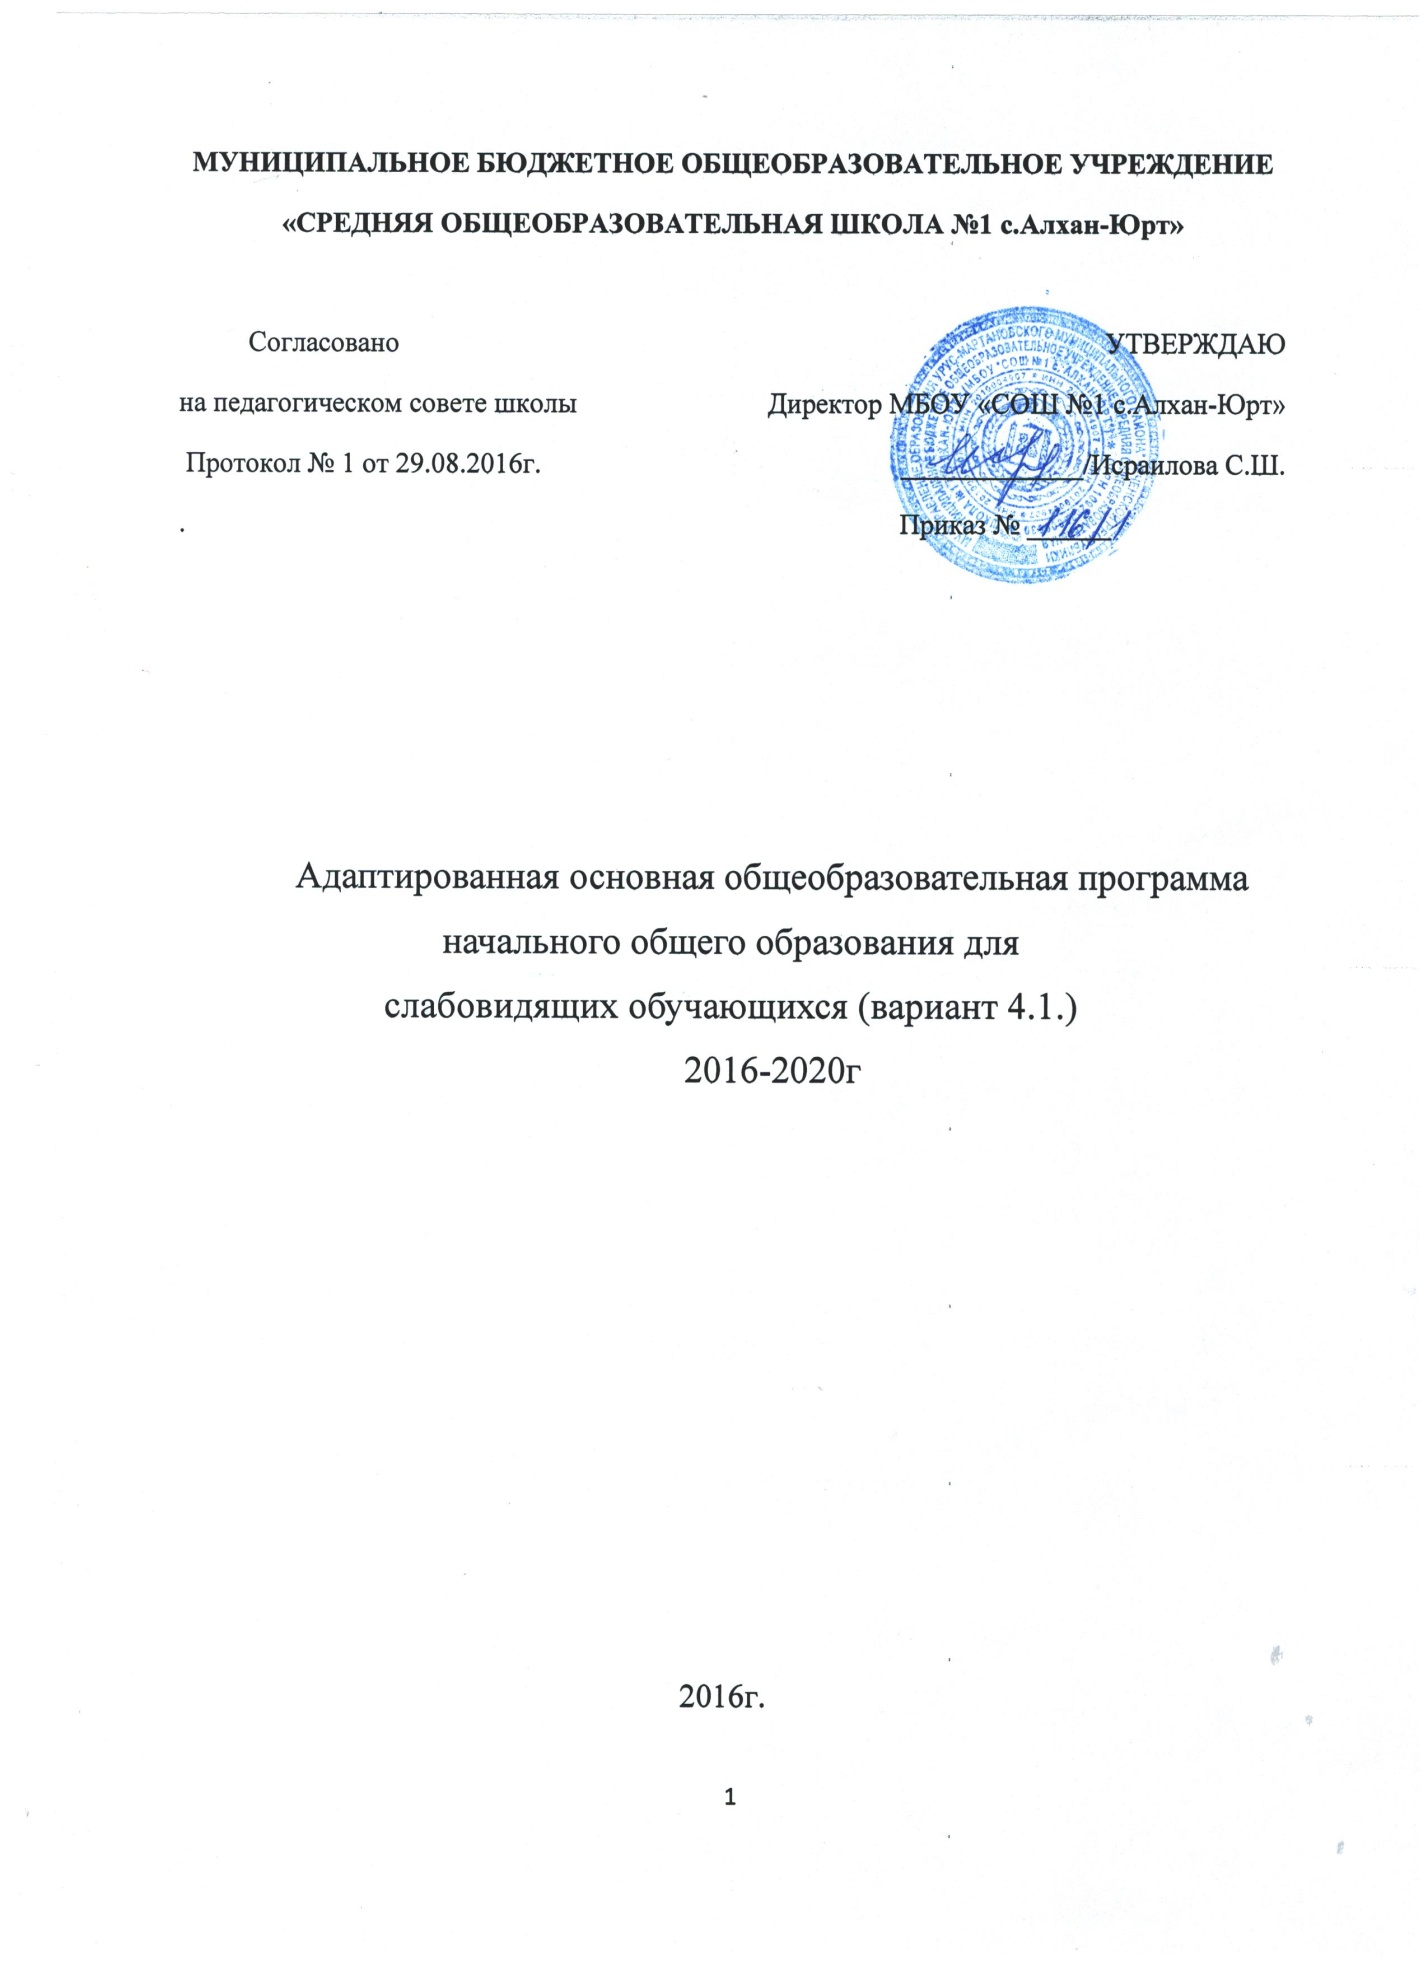 МУНИЦИПАЛЬНОЕ БЮДЖЕТНОЕ ОБЩЕОБРАЗОВАТЕЛЬНОЕ УЧРЕЖДЕНИЕ
«СРЕДНЯЯ ОБЩЕОБРАЗОВАТЕЛЬНАЯ ШКОЛА №1 с.Алхан-Юрт»
Согласовано
на педагогическом совете школы
Протокол № 1 от 29.08.2016г.
.
УТВЕРЖДАЮ
Директор МБОУ «СОШ №1 с.Алхан-Юрт»
/Исраилова С.Ш.
Приказ № 116/1
Адаптированная основная общеобразовательная программа
начального общего образования для
слабовидящих обучающихся (вариант 4.1.)
2016-2020г
2016г.
1